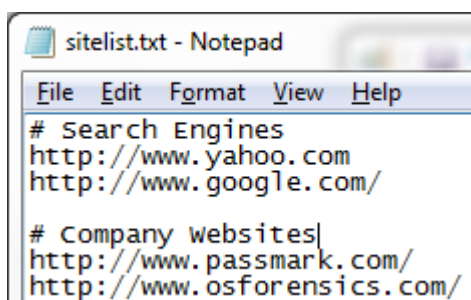 sitelist.txt - Notepad
File Edit Format View Help
# Search Engines
http://www.yahoo.com
http://www.google.com/

# Company Websites
http://www.passmark.com/
http://www.osforensics.com/